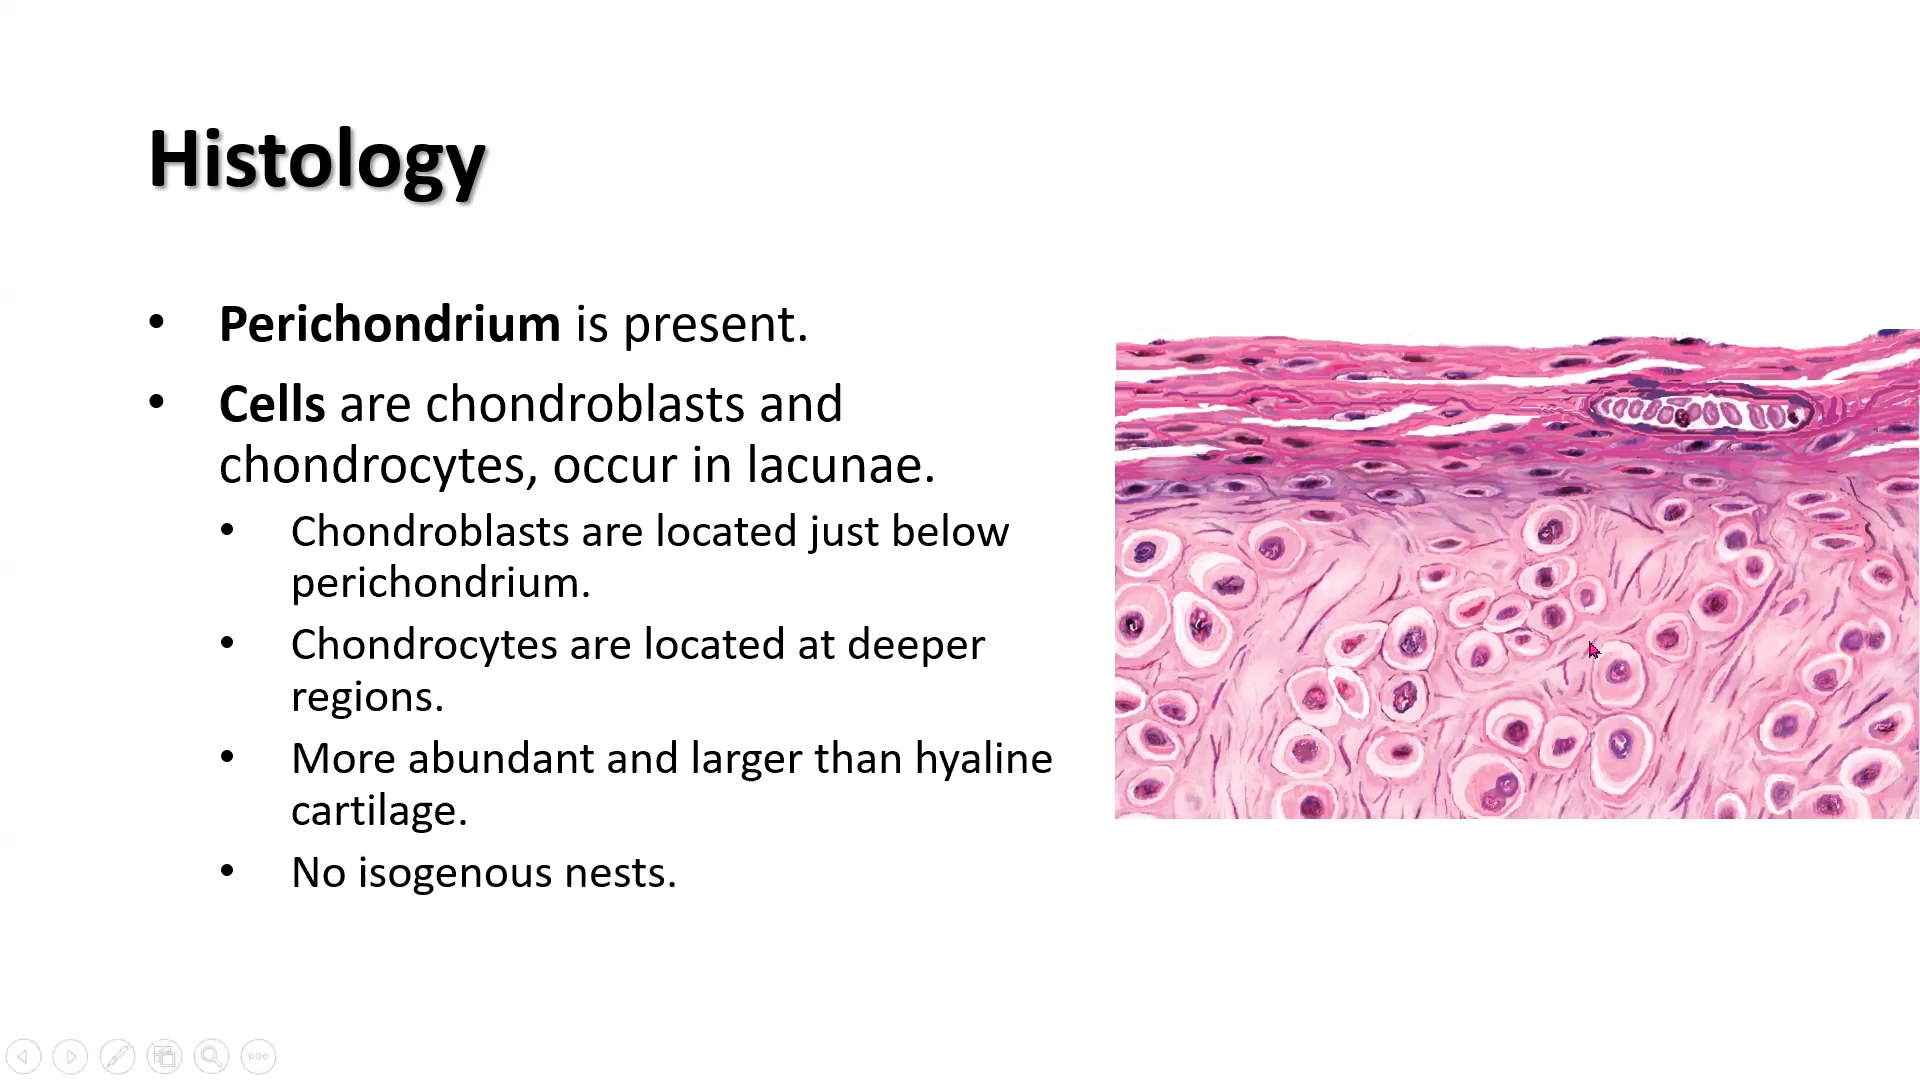 Histology
• Perichondrium is present.
• Cells are chondroblasts and
chondrocytes, occur in lacunae.
• Chondroblasts are located just below
perichondrium.
• Chondrocytes are located at deeper
regions.
• More abundant and larger than hyaline
cartilage.
• No isogenous nests.